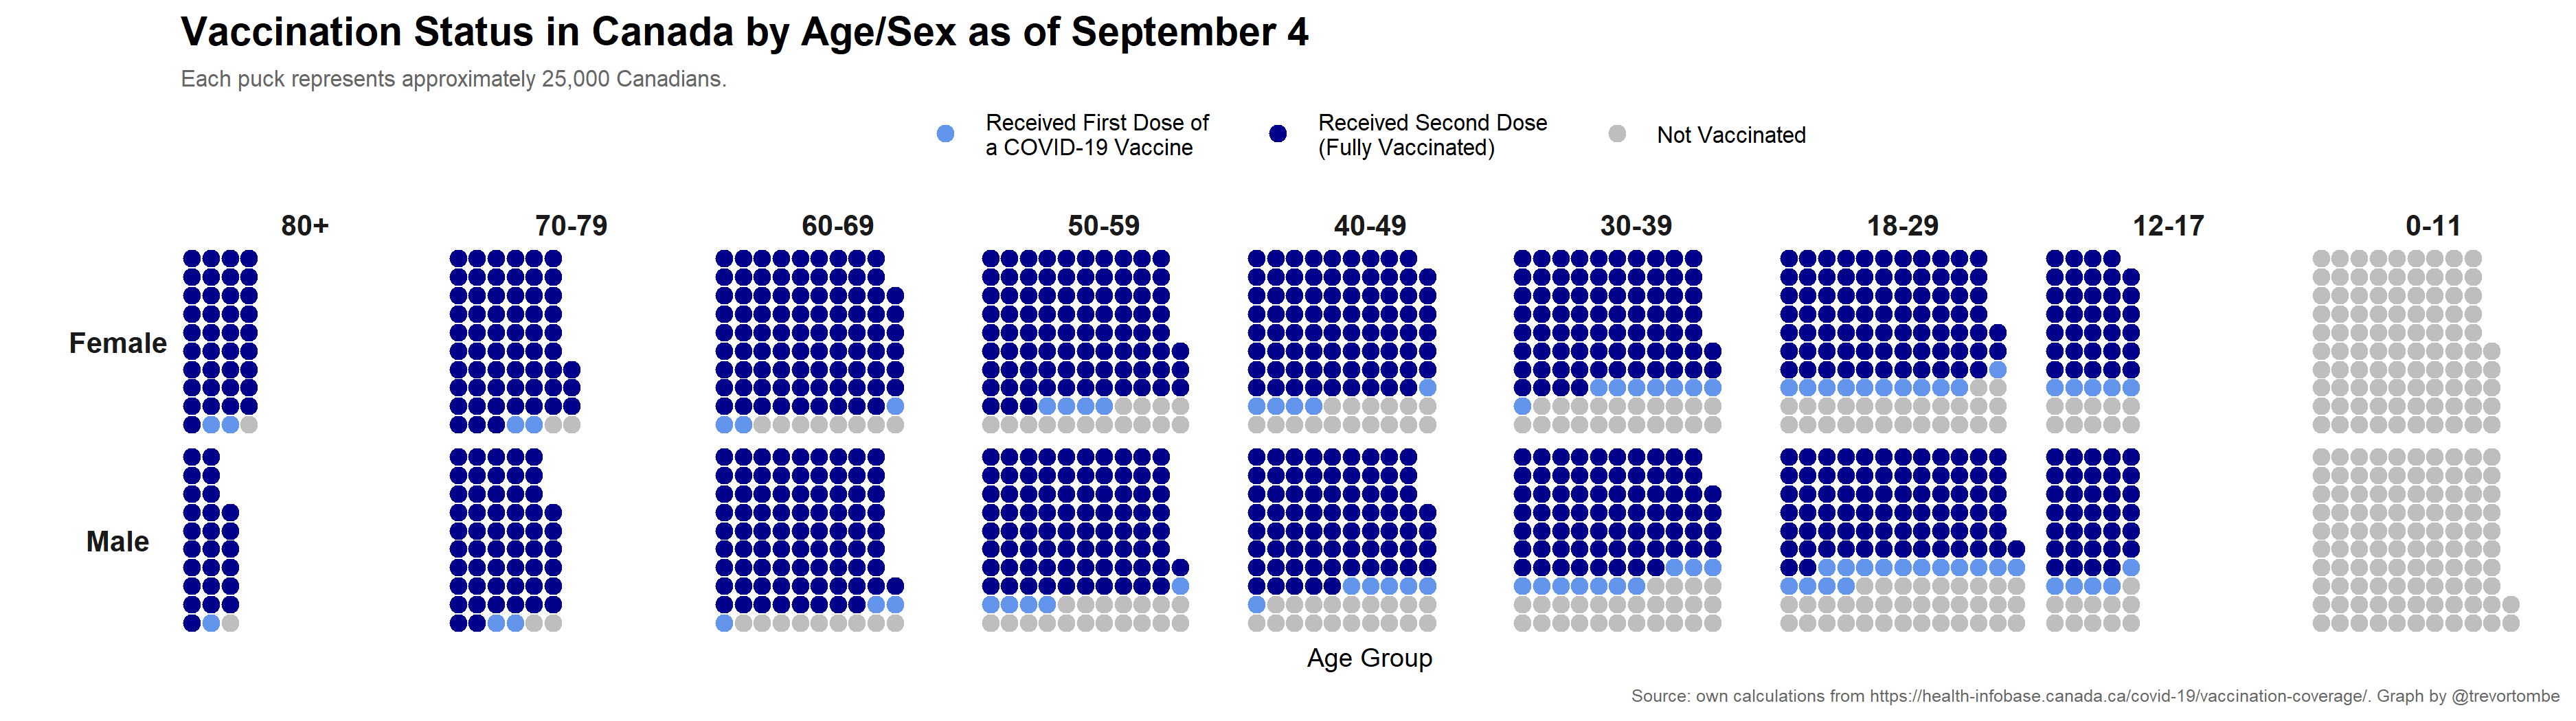 Vaccination Status in Canada by Age/Sex as of September 4
Each puck represents approximately 25,000 Canadians.
Received First Dose of
a COVID-19 Vaccine
Received Second Dose
(Fully Vaccinated)
Not Vaccinated
80+ 70-79 60-69 50-59 40-49 30-39 18-29 12-17 0-11
Female
Male
Age Group
Source: own calculations from https://health-infobase.canada.ca/covid-19/vaccination-coverage/. Graph by @trevortombe